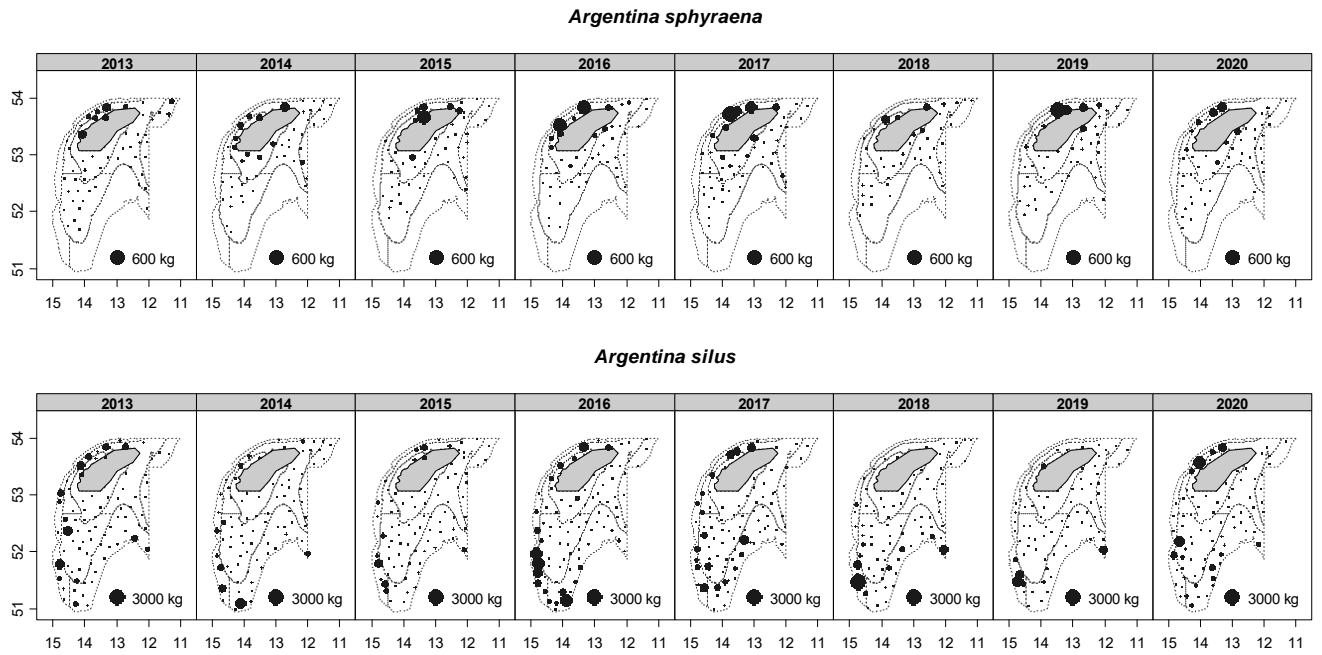 Argentina sphyraena
2013 2014 2015 2016 2017 2018 2019 2020
54
53
52
51
600 kg 600 kg 600 kg 600 kg 600 kg 600 kg 600 kg 600 kg
15 14 13 12 11 15 14 13 12 11 15 14 13 12 11 15 14 13 12 11 15 14 13 12 11 15 14 13 12 11 15 14 13 12 11 15 14 13 12 11
Argentina silus
2013 2014 2015 2016 2017 2018 2019 2020
54
53
52
51
3000 kg 3000 kg 3000 kg 3000 kg 3000 kg 3000 kg 3000 kg 3000 kg
15 14 13 12 11 15 14 13 12 11 15 14 13 12 11 15 14 13 12 11 15 14 13 12 11 15 14 13 12 11 15 14 13 12 11 15 14 13 12 11